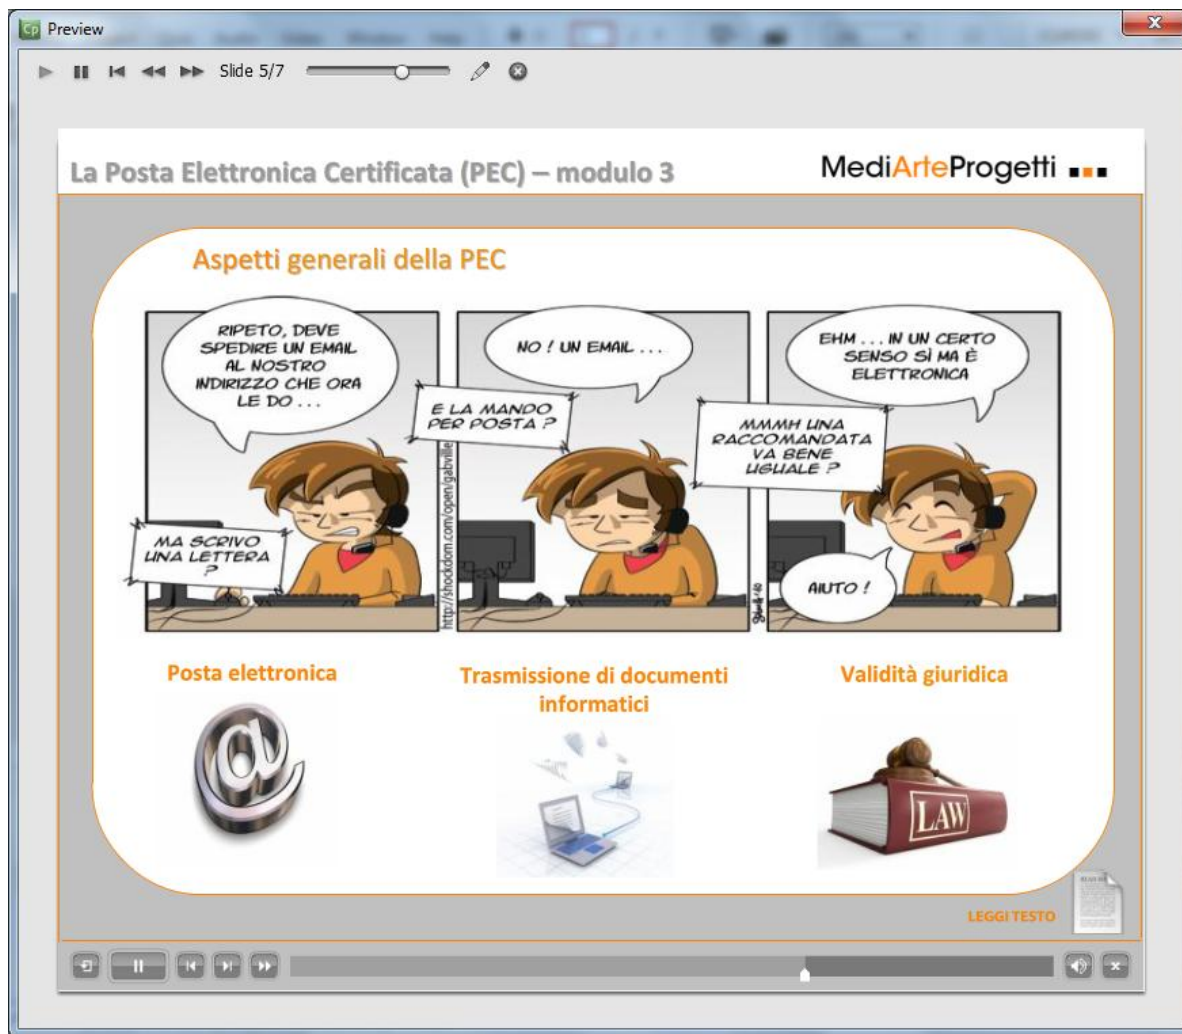 Cp Preview
Slide 5/7
La Posta Elettronica Certificata (PEC) – modulo 3
MediArteProgetti
Aspetti generali della PEC
RIPETO, DEVE
SPEDIRE UN EMAIL
AL NOSTRO
INDIRIZZO CHE ORA
LE DO . . .
MA SCRIVO
UNA LETTERA
?
http://shockdom.com/open/gabville
NO ! UN EMAIL . . .
E LA MANDO
PER POSTA ?
EHM . . . IN UN CERTO
SENSO SÌ MA È
ELETTRONICA
MMMH UNA
RACCOMANDATA
VA BENE
UGUALE ?
AIUTO !
Posta elettronica
Trasmissione di documenti
informatici
Validità giuridica
@
LAW
LEGGI TESTO